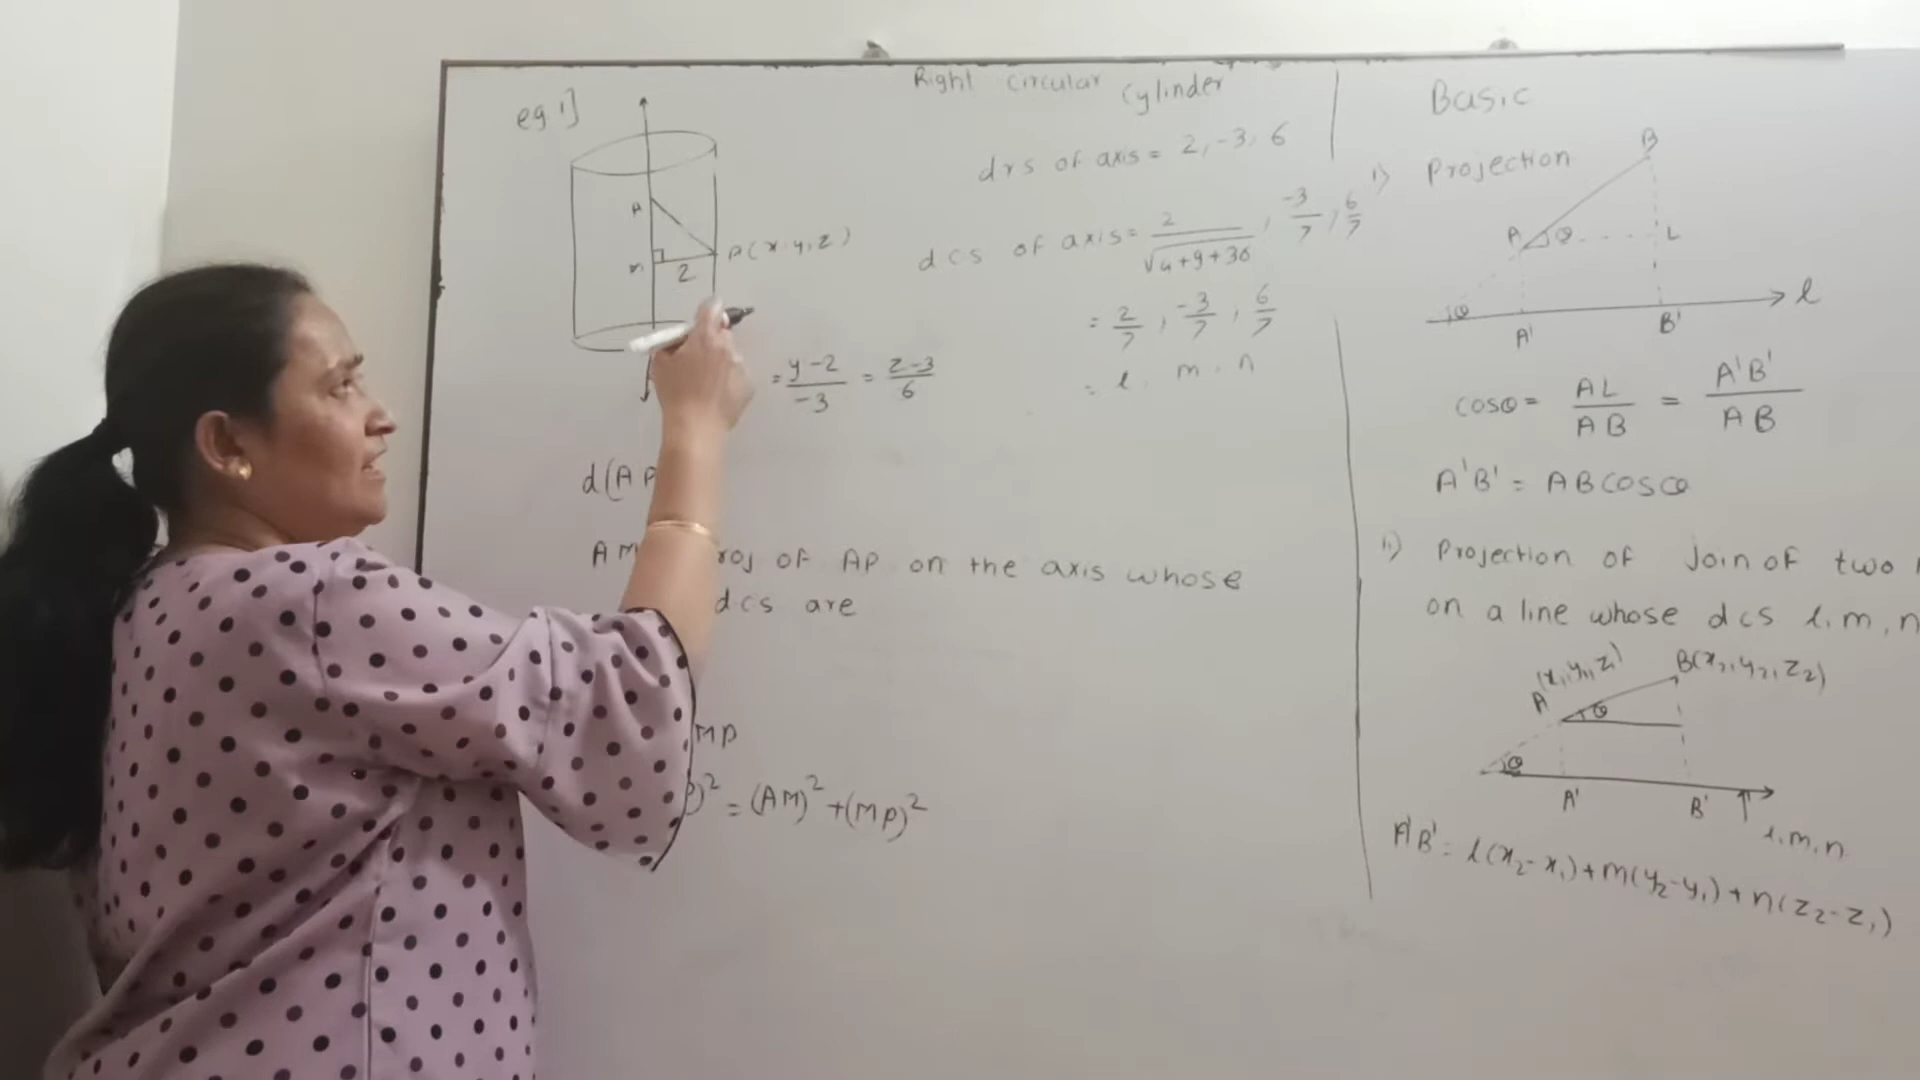 Right circular cylinder
eg 1]
A
P(x,y,z)
m
2
= y-2/-3 = z-3/6
drs of axis = 2, -3, 6
dcs of axis = 2/√4+9+36, -3/7, 6/7
= 2/7, -3/7, 6/7
= l, m, n
d(AP
AM roj of AP on the axis whose
dcs are
MP
)² = (AM)² + (MP)²
Basic
i) Projection
B
A θ L
θ A' B' l
cosθ = AL/AB = A'B'/AB
A'B' = ABcosθ
ii) Projection of Join of two
on a line whose dcs l, m, n
A (x₁,y₁,z₁) B(x₂,y₂,z₂)
θ
θ
A' B' l, m, n
A'B' = l(x₂-x₁)+m(y₂-y₁)+n(z₂-z₁)